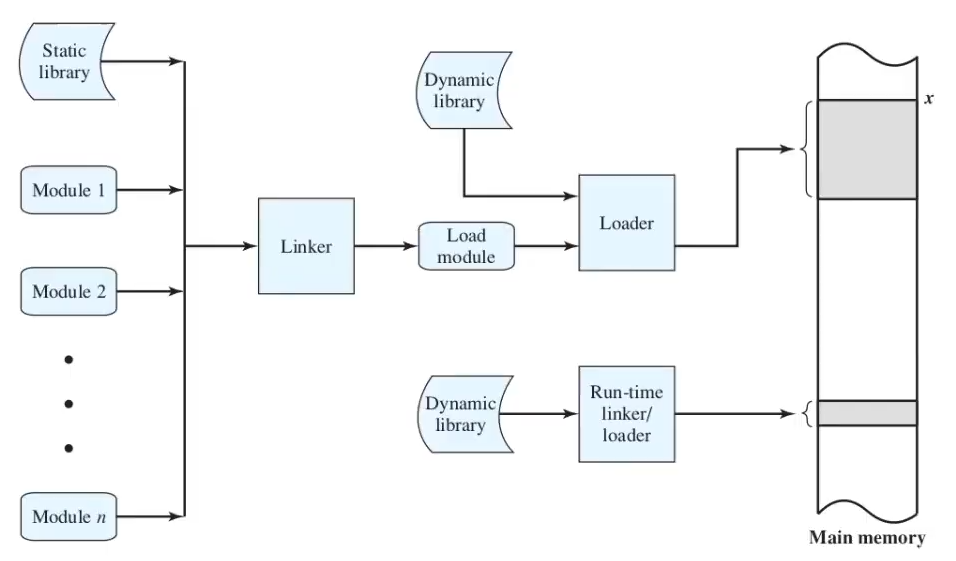 Static
library
Module 1
Module 2
Module n
Linker
Dynamic
library
Load
module
Loader
Dynamic
library
Run-time
linker/
loader
x
Main memory